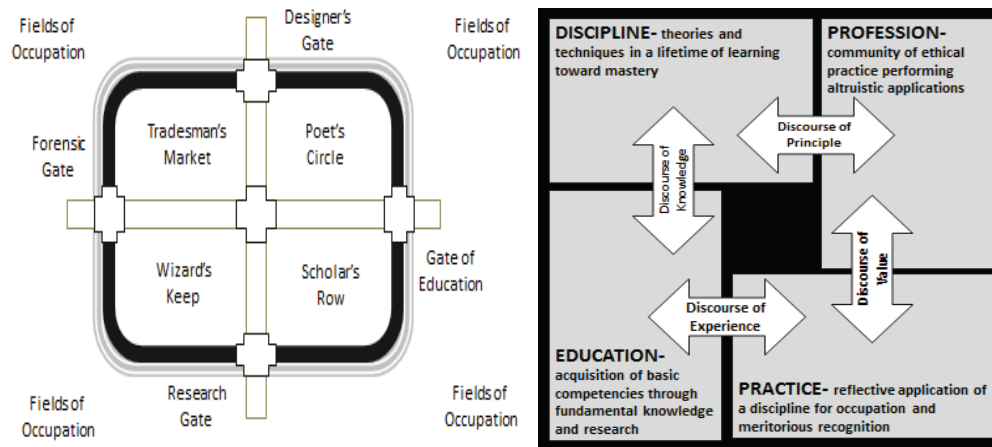 Fields of
Occupation
Designer's
Gate
Fields of
Occupation
Forensic
Gate
Tradesman's
Market
Poet's
Circle
Wizard's
Keep
Scholar's
Row
Gate of
Education
Fields of
Occupation
Research
Gate
Fields of
Occupation
DISCIPLINE- theories and
techniques in a lifetime of learning
toward mastery
PROFESSION-
community of ethical
practice performing
altruistic applications
Discourse of
Principle
Discourse of
Knowledge
Discourse of
Value
Discourse of
Experience
EDUCATION-
acquisition of basic
competencies through
fundamental knowledge
and research
PRACTICE- reflective application of
a discipline for occupation and
meritorious recognition